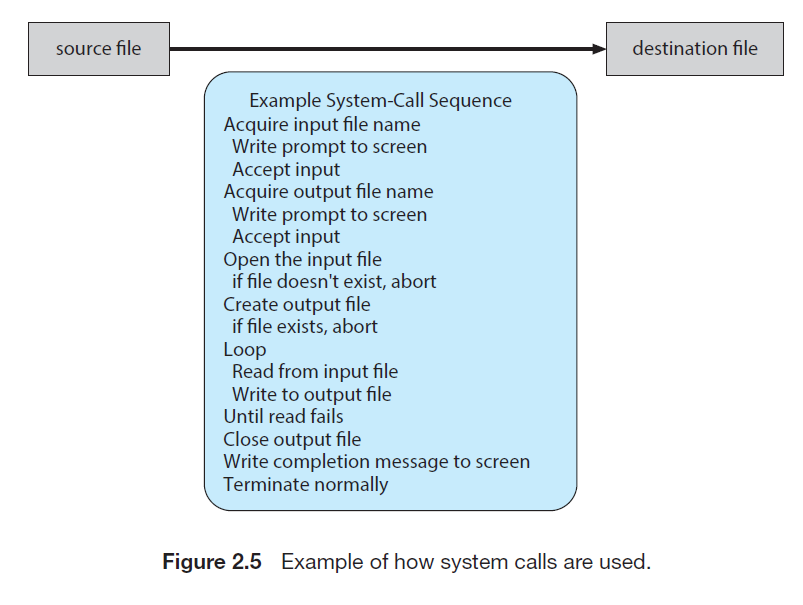 source file
destination file
Example System-Call Sequence
Acquire input file name
Write prompt to screen
Accept input
Acquire output file name
Write prompt to screen
Accept input
Open the input file
if file doesn't exist, abort
Create output file
if file exists, abort
Loop
Read from input file
Write to output file
Until read fails
Close output file
Write completion message to screen
Terminate normally
Figure 2.5 Example of how system calls are used.